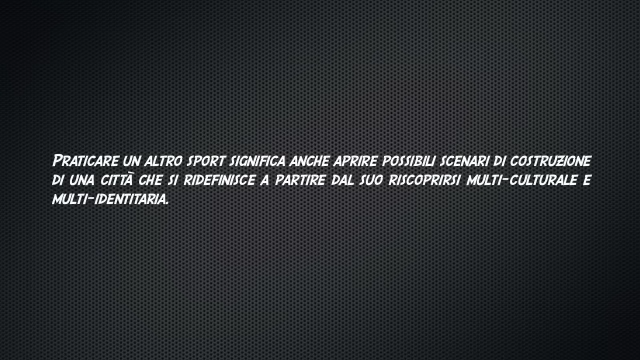 Praticare un altro sport significa anche aprire possibili scenari di costruzione
di una città che si ridefinisce a partire dal suo riscoprirsi multi-culturale e
multi-identitaria.